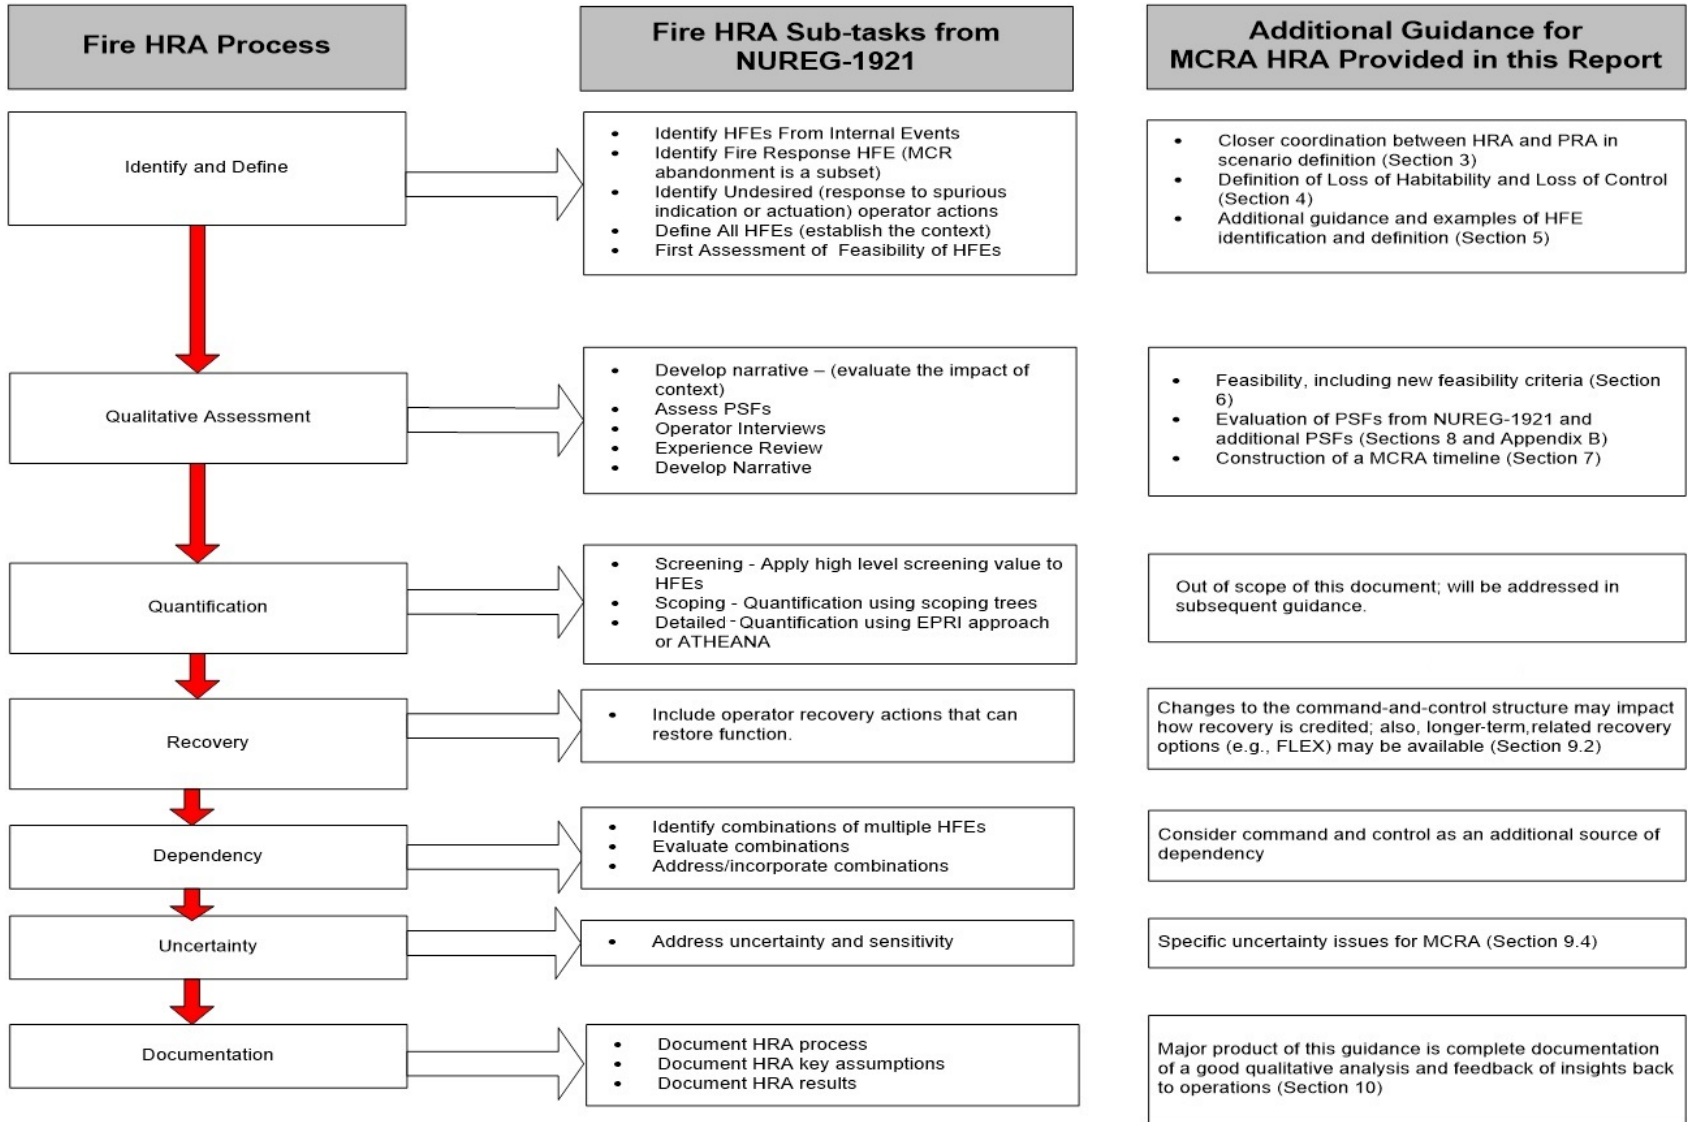 Fire HRA Process
Fire HRA Sub-tasks from
NUREG-1921
Additional Guidance for
MCRA HRA Provided in this Report
Identify and Define
• Identify HFEs From Internal Events
• Identify Fire Response HFE (MCR
abandonment is a subset)
• Identify Undesired (response to spurious
indication or actuation) operator actions
• Define All HFEs (establish the context)
• First Assessment of Feasibility of HFEs
• Closer coordination between HRA and PRA in
scenario definition (Section 3)
• Definition of Loss of Habitability and Loss of Control
(Section 4)
• Additional guidance and examples of HFE
identification and definition (Section 5)
Qualitative Assessment
• Develop narrative – (evaluate the impact of
context)
• Assess PSFs
• Operator Interviews
• Experience Review
• Develop Narrative
• Feasibility, including new feasibility criteria (Section
6)
• Evaluation of PSFs from NUREG-1921 and
additional PSFs (Sections 8 and Appendix B)
• Construction of a MCRA timeline (Section 7)
Quantification
• Screening - Apply high level screening value to
HFEs
• Scoping - Quantification using scoping trees
• Detailed - Quantification using EPRI approach
or ATHEANA
Out of scope of this document; will be addressed in
subsequent guidance.
Recovery
• Include operator recovery actions that can
restore function.
Changes to the command-and-control structure may impact
how recovery is credited; also, longer-term,related recovery
options (e.g., FLEX) may be available (Section 9.2)
Dependency
• Identify combinations of multiple HFEs
• Evaluate combinations
• Address/incorporate combinations
Consider command and control as an additional source of
dependency
Uncertainty
• Address uncertainty and sensitivity
Specific uncertainty issues for MCRA (Section 9.4)
Documentation
• Document HRA process
• Document HRA key assumptions
• Document HRA results
Major product of this guidance is complete documentation
of a good qualitative analysis and feedback of insights back
to operations (Section 10)